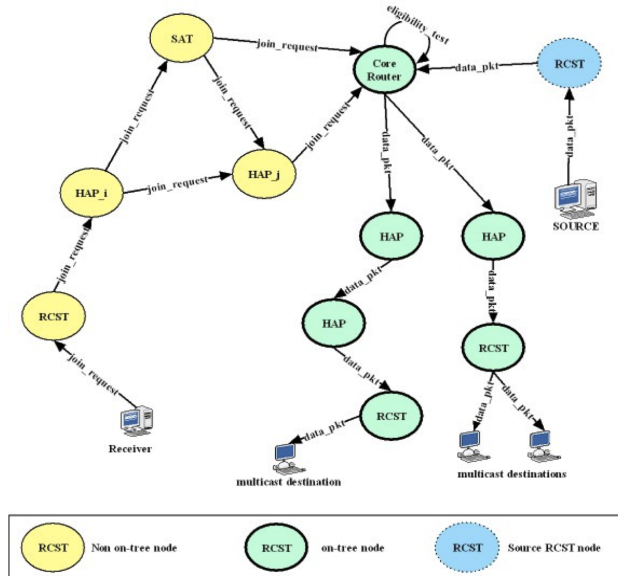 eligibility_test
SAT
join_request
Core
Router
data_pkt
RCST
join_request
join_request
join_request
data_pkt
HAP_j
HAP_i
join_request
data_pkt
data_pkt
SOURCE
join_request
HAP
HAP
RCST
data_pkt
data_pkt
HAP
RCST
join_request
data_pkt
RCST
data_pkt
data_pkt
data_pkt
Receiver
multicast destination
multicast destinations
RCST
Non on-tree node
RCST
on-tree node
RCST
Source RCST node